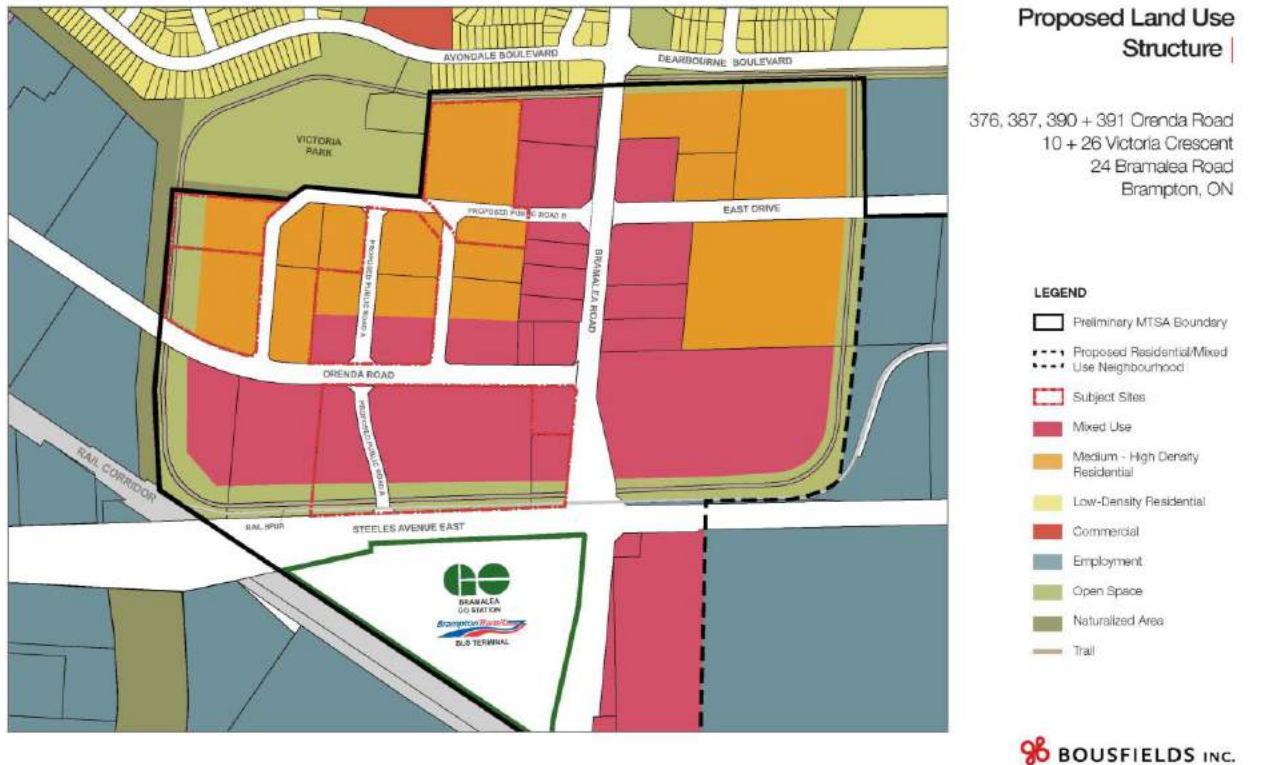 Proposed Land Use
Structure
376, 387, 390 + 391 Orenda Road
10 + 26 Victoria Crescent
24 Bramalea Road
Brampton, ON
AVONDALE BOULEVARD
DEARBOURNE BOULEVARD
VICTORIA
PARK
PROPOSED PUBLIC ROAD B
EAST DRIVE
PROPOSED PUBLIC ROAD A
BRAMALEA ROAD
ORENDA ROAD
PROPOSED PUBLIC ROAD A
RAIL CORRIDOR
RAIL SPUR
STEELES AVENUE EAST
GO
BRAMALEA
GO STATION
Brampton Transit
BUS TERMINAL
LEGEND
Preliminary MTSA Boundary
Proposed Residential/Mixed
Use Neighbourhood
Subject Sites
Mixed Use
Medium - High Density
Residential
Low-Density Residential
Commercial
Employment
Open Space
Naturalized Area
Trail
BOUSFIELDS INC.